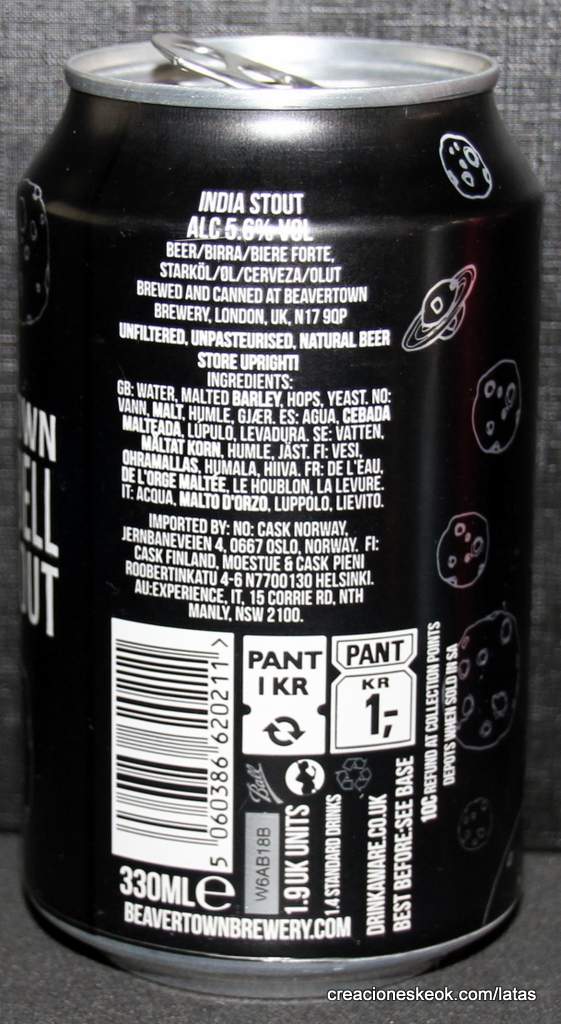 INDIA STOUT
ALC 5.6% VOL
BEER/BIRRA/BIERE FORTE,
STARKÖL/ØL/CERVEZA/OLUT
BREWED AND CANNED AT BEAVERTOWN
BREWERY, LONDON, UK, N17 9QP
UNFILTERED, UNPASTEURISED, NATURAL BEER
STORE UPRIGHT!
INGREDIENTS:
GB: WATER, MALTED BARLEY, HOPS, YEAST. NO:
VANN, MALT, HUMLE, GJÆR. ES: AGUA, CEBADA
MALTEADA, LUPULO, LEVADURA. SE: VATTEN,
MALTAT KORN, HUMLE, JÄST. FI: VESI,
OHRAMALLAS, HUMALA, HIIVA. FR: DE L'EAU,
DE L'ORGE MALTÉE, LE HOUBLON, LA LEVURE.
IT: ACQUA, MALTO D'ORZO, LUPPOLO, LIEVITO.
IMPORTED BY: NO: CASK NORWAY,
JERNBANEVEIEN 4, 0667 OSLO, NORWAY. FI:
CASK FINLAND, MOESTUE & CASK PIENI
ROOBERTINKATU 4-6 N7700130 HELSINKI.
AU:EXPERIENCE, IT, 15 CORRIE RD, NTH
MANLY, NSW 2100.
WN
ELL
OUT
5 060386 620211 >
PANT
1 KR
PANT
KR
1,-
10C REFUND AT COLLECTION POINTS
DEPOTS WHEN SOLD IN SA
Ball
W6AB18B
1.9 UK UNITS
1.4 STANDARD DRINKS
DRINKAWARE.CO.UK
BEST BEFORE:SEE BASE
330ML e
BEAVERTOWNBREWERY.COM
creacioneskeok.com/latas